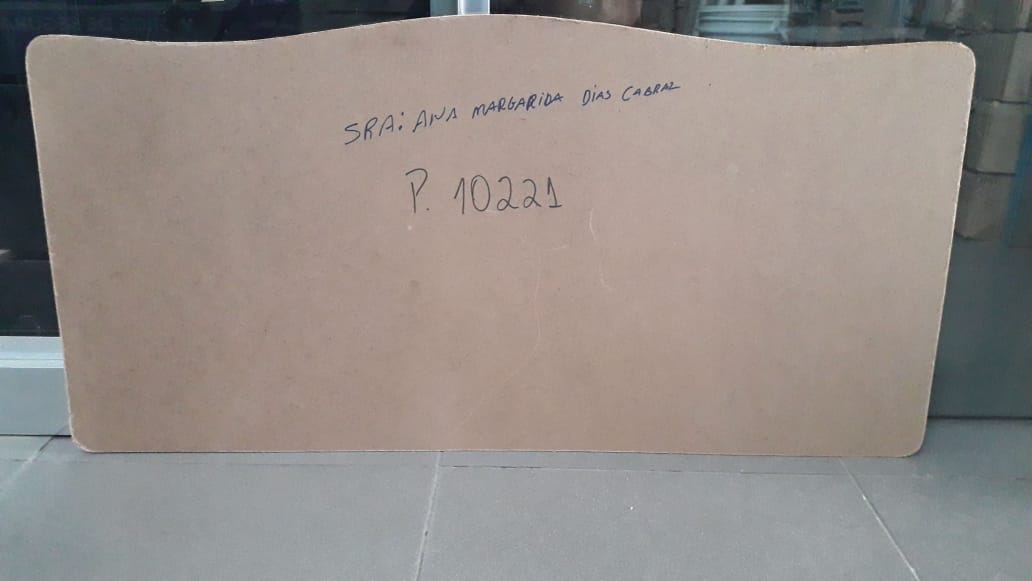 SRA: ANA MARGARIDA DIAS CABRAL
P. 10221